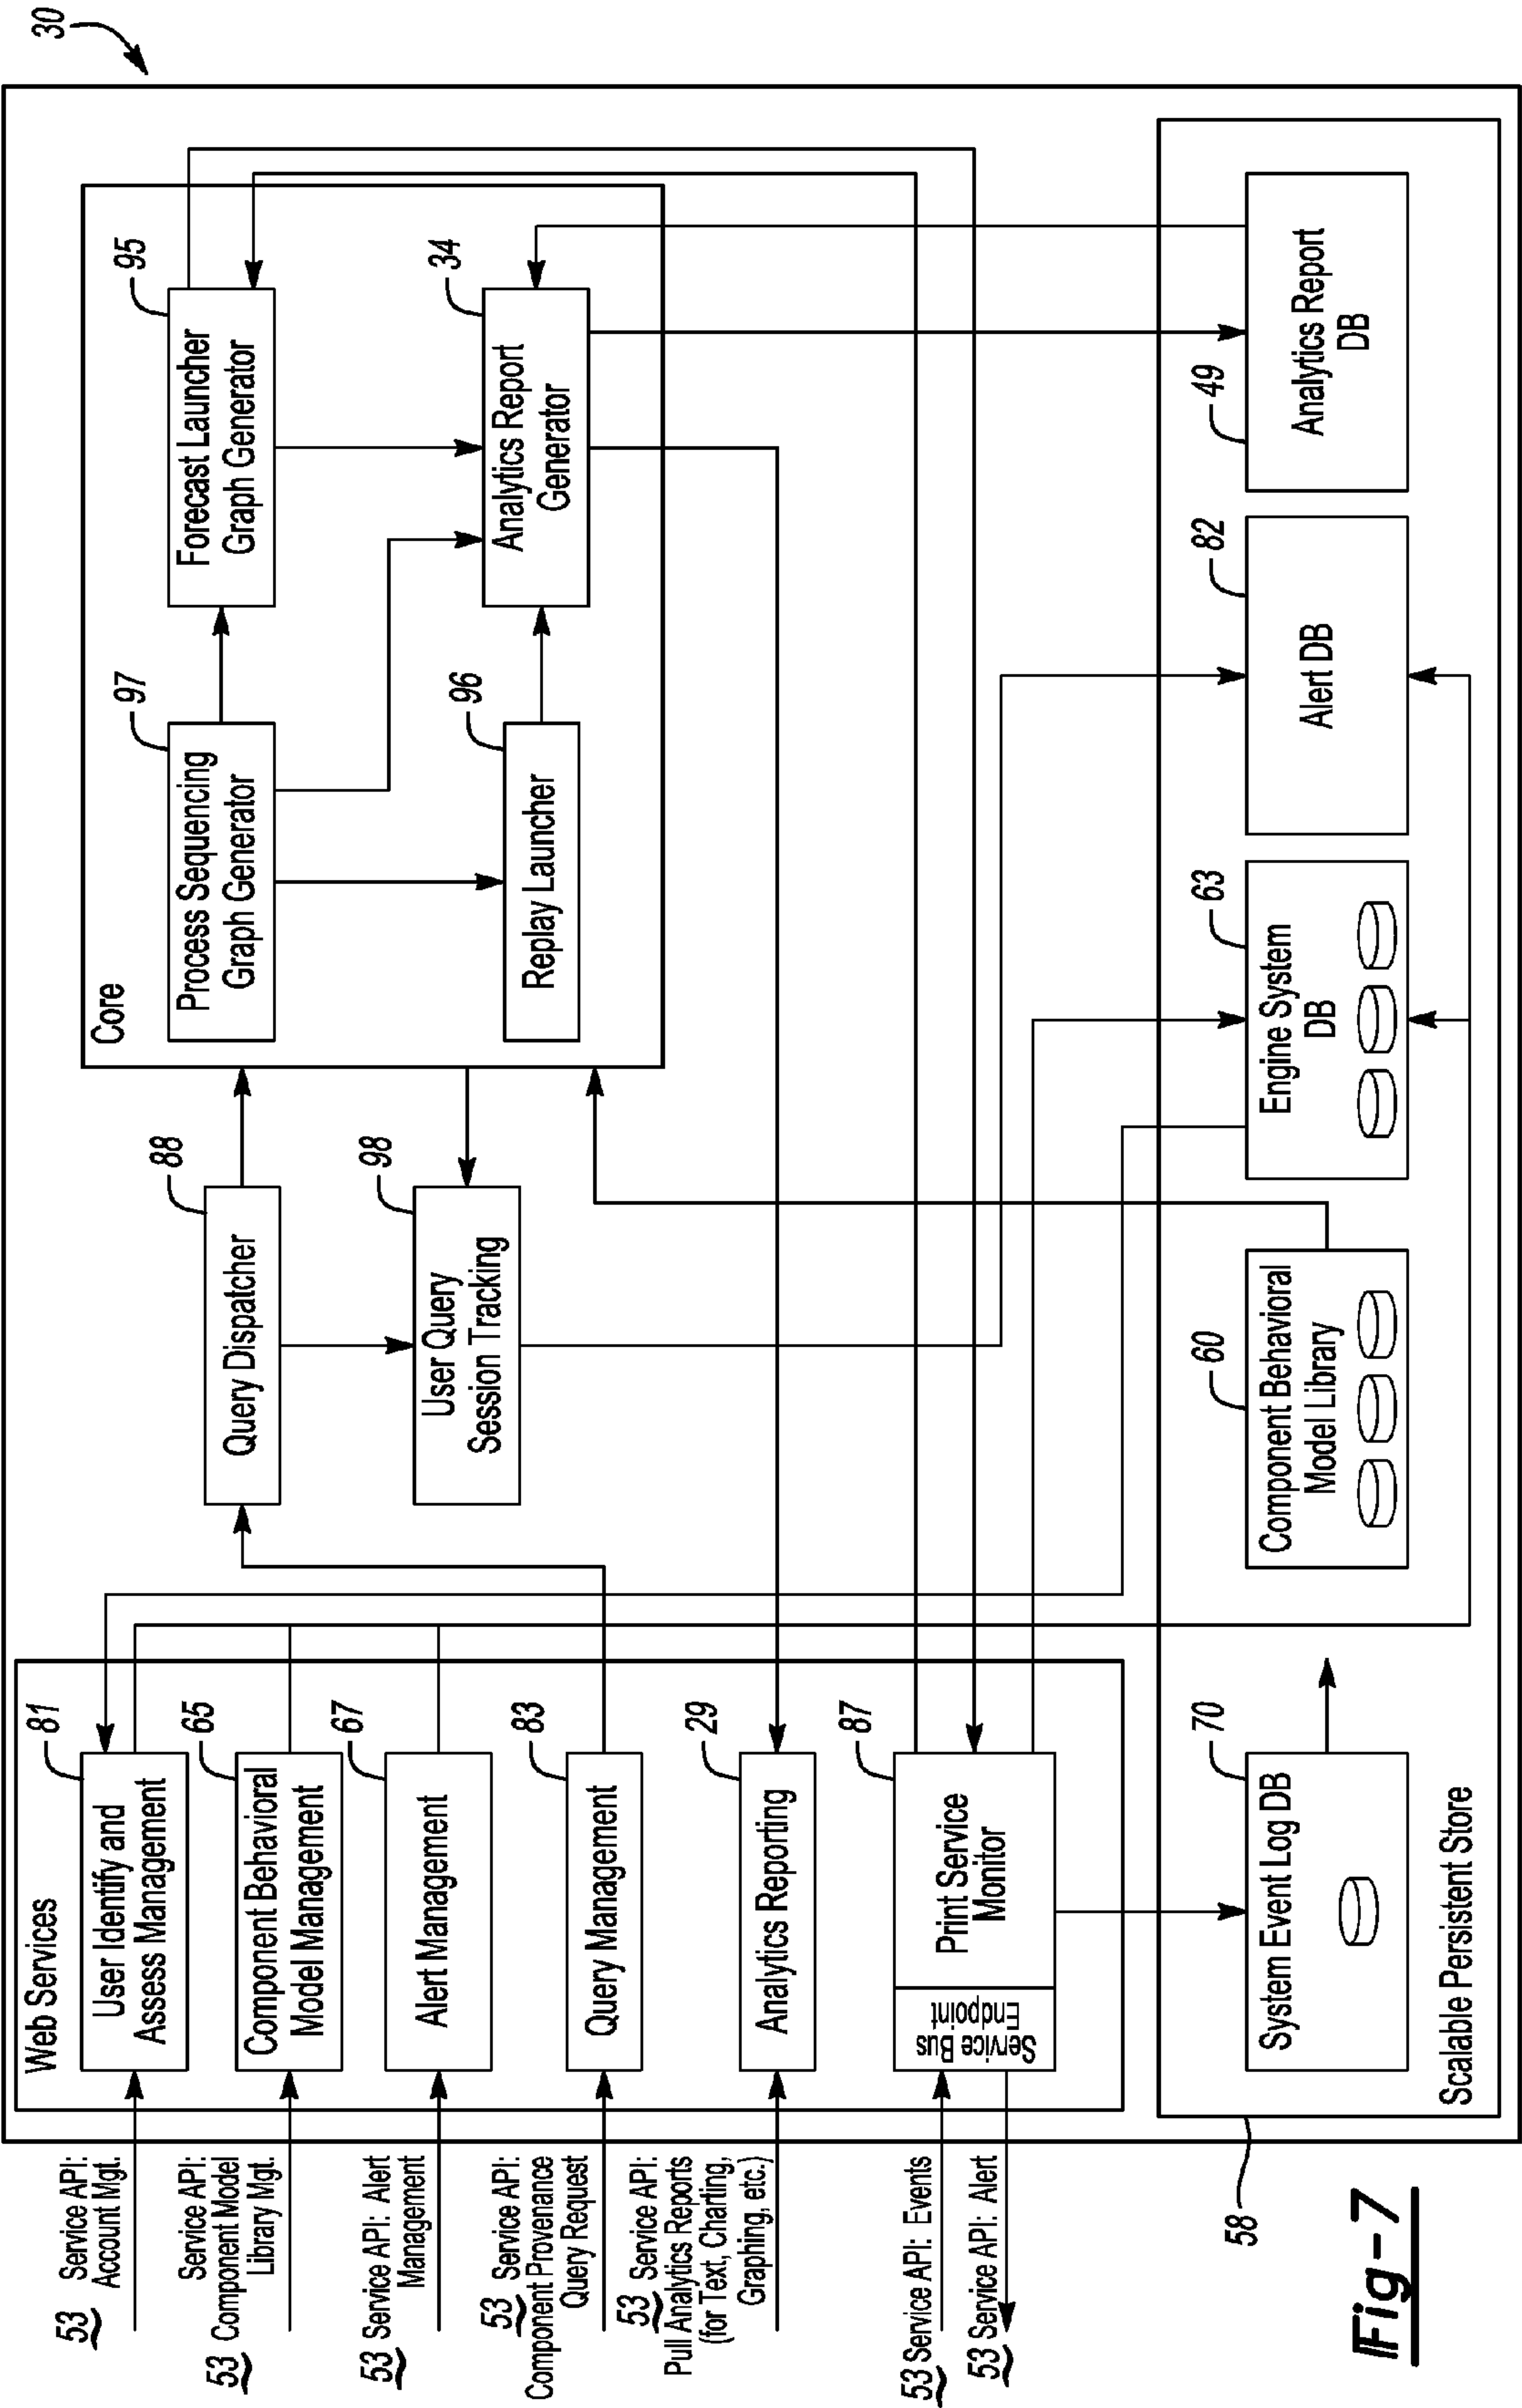 30
Web Services
81
User Identify and
Assess Management
65
Component Behavioral
Model Management
67
Alert Management
83
Query Management
29
Analytics Reporting
87
Print Service
Monitor
Service Bus
Endpoint
53
Service API:
Account Mgt.
53
Service API:
Component Model
Library Mgt.
53
Service API: Alert
Management
53
Service API:
Component Provenance
Query Request
53
Service API:
Pull Analytics Reports
(for Text, Charting,
Graphing, etc.)
53
Service API: Events
53
Service API: Alert
88
Query Dispatcher
98
User Query
Session Tracking
Core
97
Process Sequencing
Graph Generator
95
Forecast Launcher
Graph Generator
96
Replay Launcher
34
Analytics Report
Generator
58
Scalable Persistent Store
70
System Event Log DB
60
Component Behavioral
Model Library
63
Engine System
DB
82
Alert DB
49
Analytics Report
DB
Fig-7